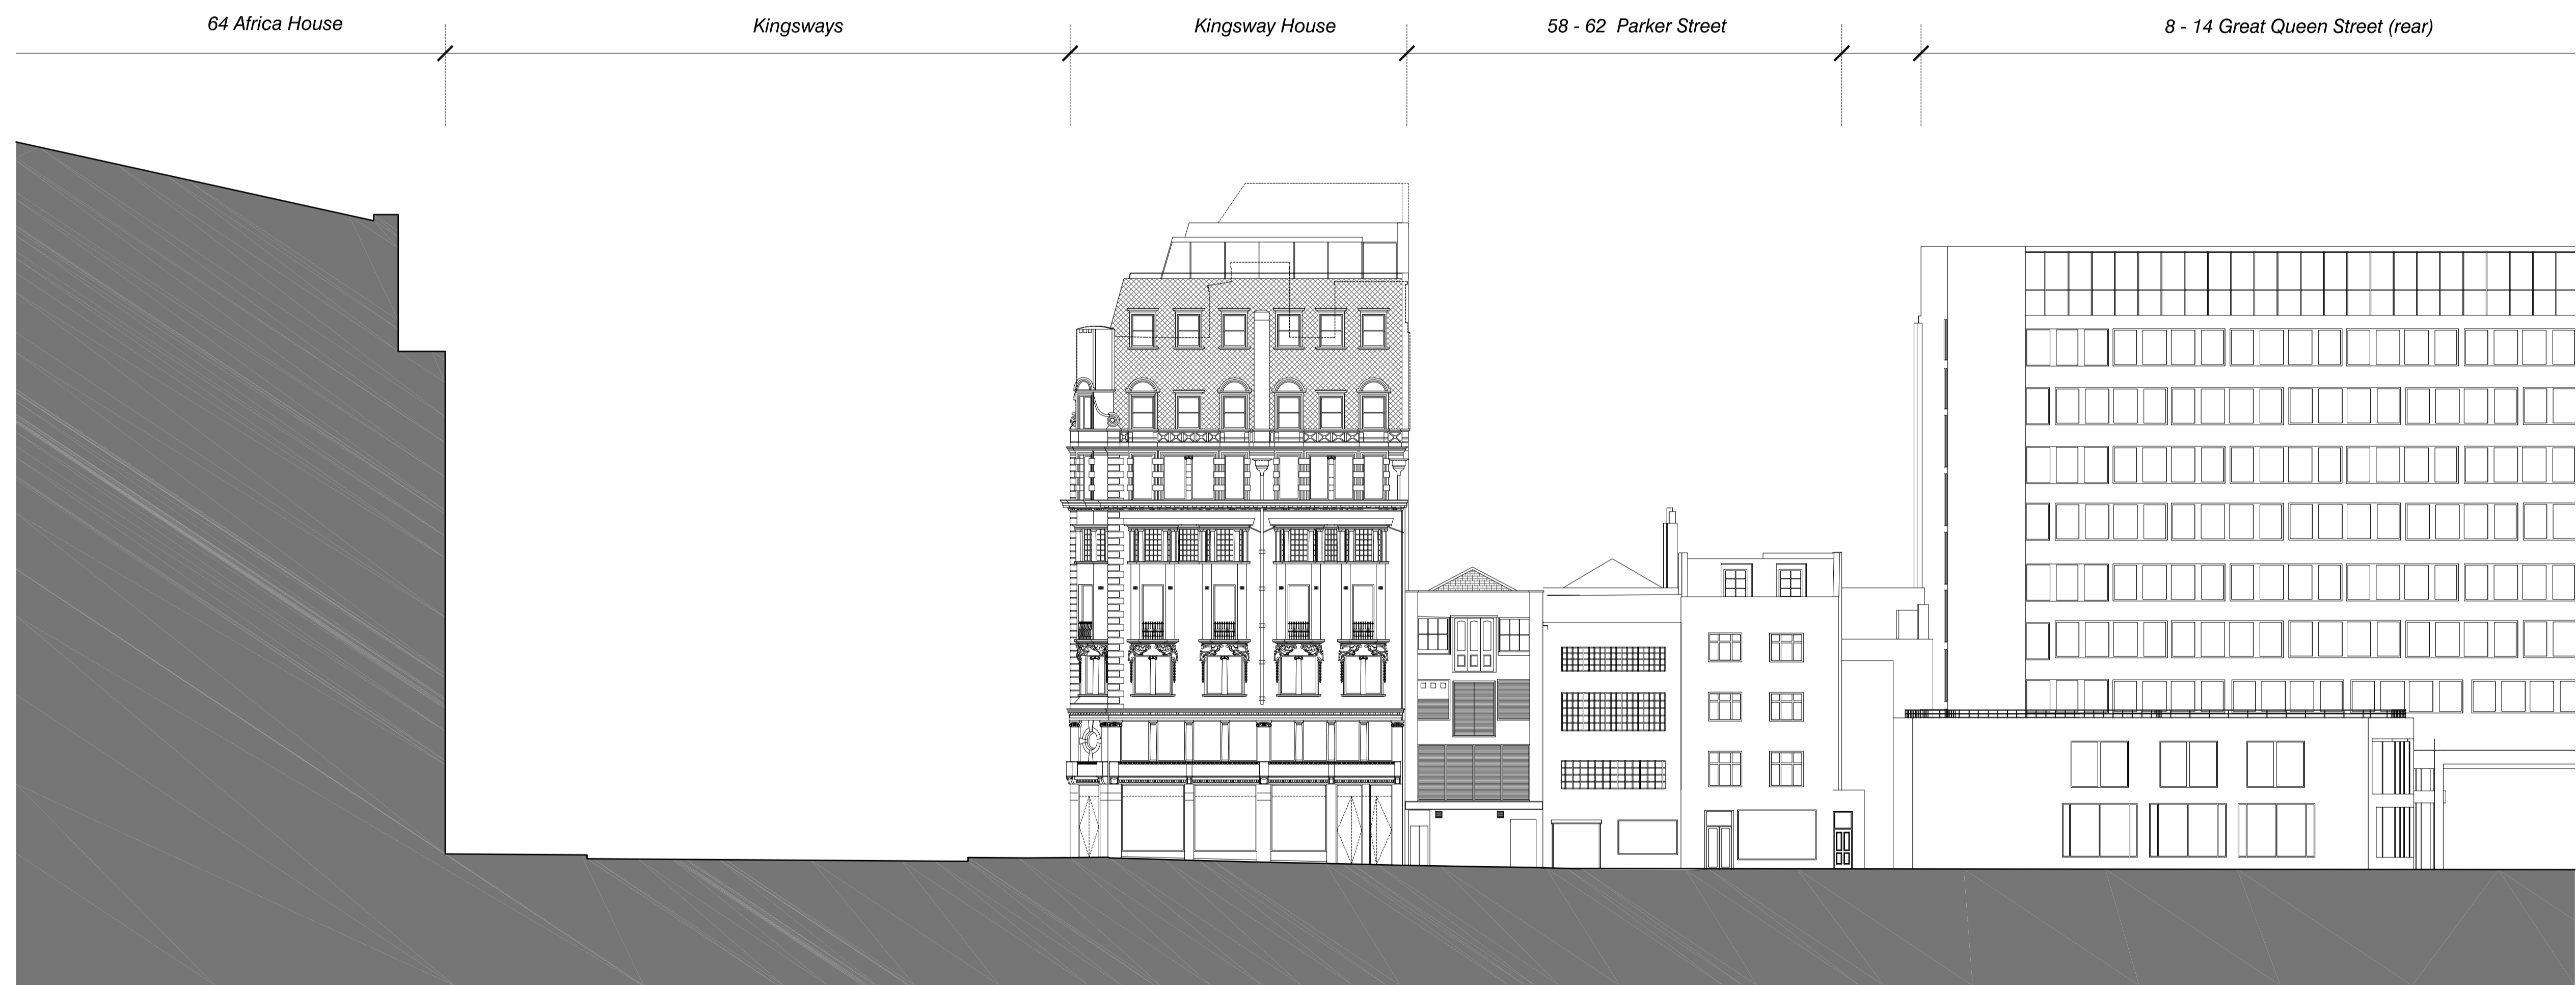 64 Africa House
Kingsways
Kingsway House
58 - 62 Parker Street
8 - 14 Great Queen Street (rear)